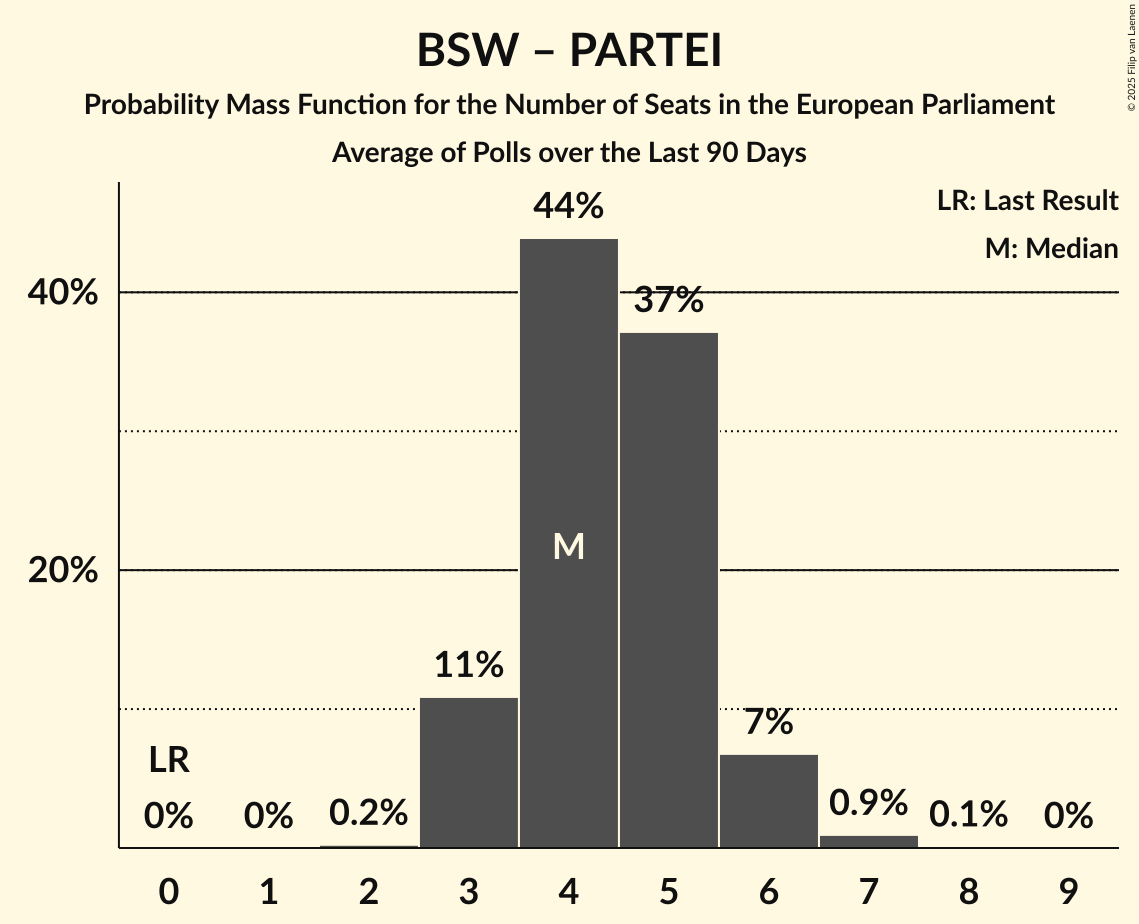 BSW – PARTEI
Probability Mass Function for the Number of Seats in the European Parliament
Average of Polls over the Last 90 Days
© 2025 Filip van Laenen
LR: Last Result
M: Median
44%
40%
37%
M
20%
11%
7%
LR
0%
0%
0.2%
0.9%
0.1%
0%
0 1 2 3 4 5 6 7 8 9